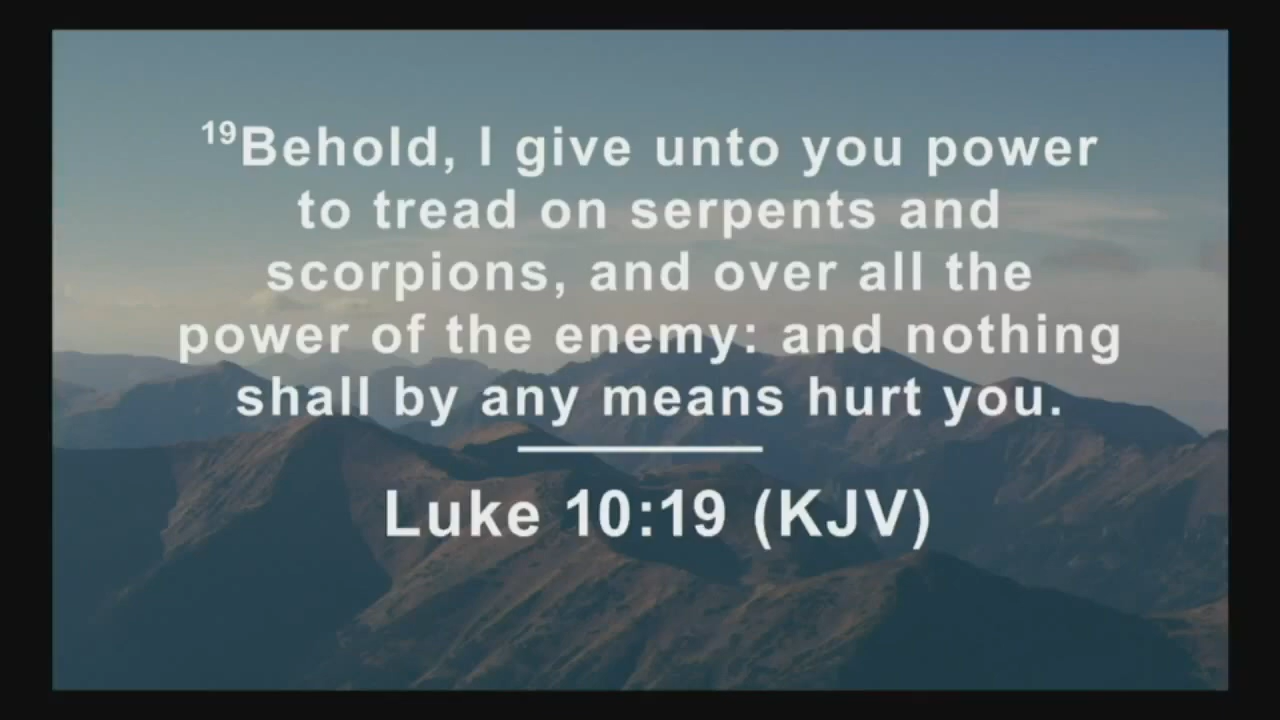 19Behold, I give unto you power
to tread on serpents and
scorpions, and over all the
power of the enemy: and nothing
shall by any means hurt you.
Luke 10:19 (KJV)